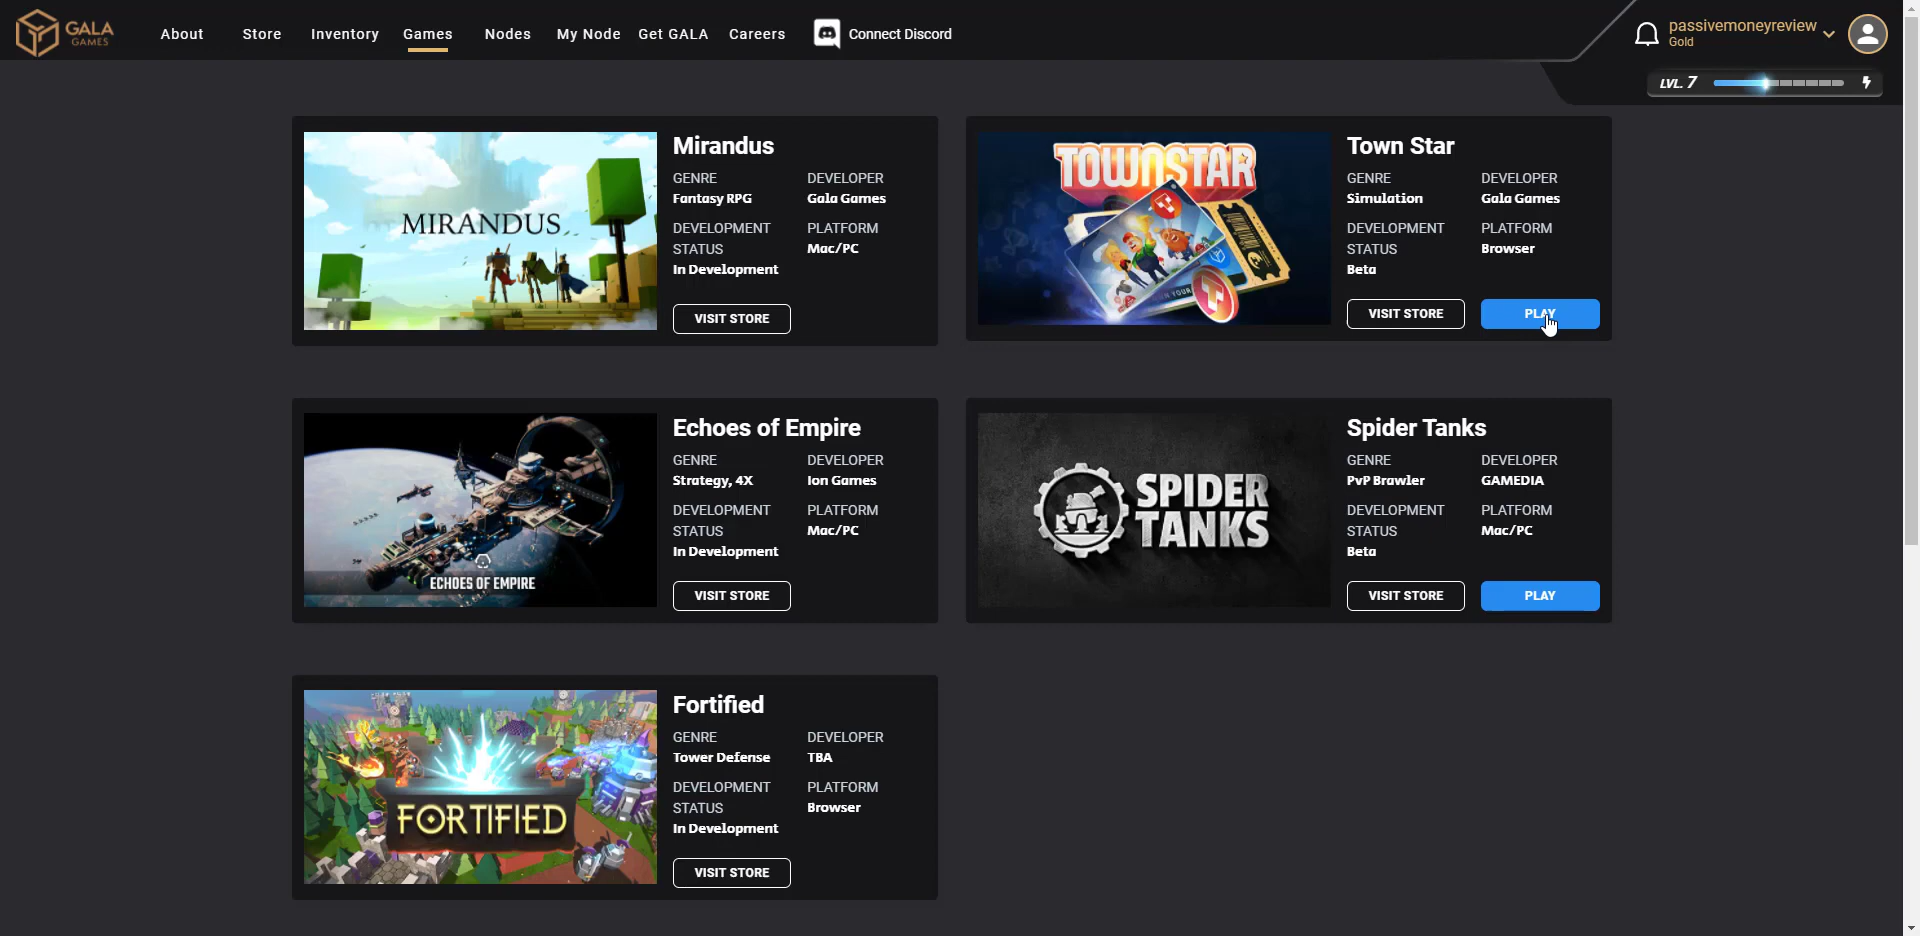 GALA
GAMES
About
Store
Inventory
Games
Nodes
My Node
Get GALA
Careers
Connect Discord
passivemoneyreview
Gold
LVL. 7
MIRANDUS
Mirandus
GENRE
Fantasy RPG
DEVELOPER
Gala Games
DEVELOPMENT
STATUS
In Development
PLATFORM
Mac/PC
VISIT STORE
TOWNSTAR
Town Star
GENRE
Simulation
DEVELOPER
Gala Games
DEVELOPMENT
STATUS
Beta
PLATFORM
Browser
VISIT STORE
PLAY
ECHOES OF EMPIRE
Echoes of Empire
GENRE
Strategy, 4X
DEVELOPER
Ion Games
DEVELOPMENT
STATUS
In Development
PLATFORM
Mac/PC
VISIT STORE
SPIDER
TANKS
Spider Tanks
GENRE
PvP Brawler
DEVELOPER
GAMEDIA
DEVELOPMENT
STATUS
Beta
PLATFORM
Mac/PC
VISIT STORE
PLAY
FORTIFIED
Fortified
GENRE
Tower Defense
DEVELOPER
TBA
DEVELOPMENT
STATUS
In Development
PLATFORM
Browser
VISIT STORE